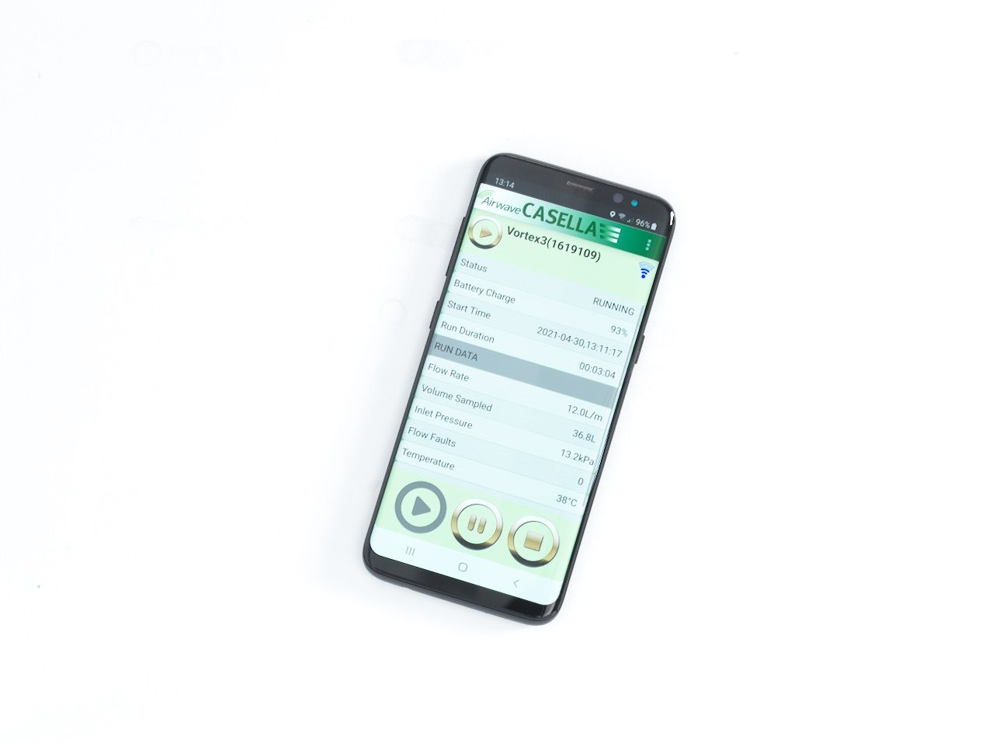 13:14
96%
Airwave CASELLA
Vortex3(1619109)
Status RUNNING
Battery Charge 93%
Start Time 2021-04-30,13:11:17
Run Duration 00:03:04
RUN DATA
Flow Rate 12.0L/m
Volume Sampled 36.8L
Inlet Pressure 13.2kPa
Flow Faults 0
Temperature 38°C